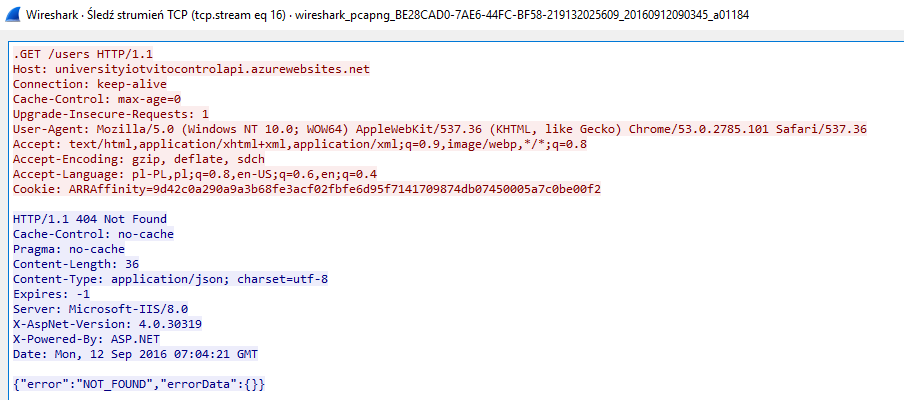 Wireshark · Śledź strumień TCP (tcp.stream eq 16) · wireshark_pcapng_BE28CAD0-7AE6-44FC-BF58-219132025609_20160912090345_a01184
.GET /users HTTP/1.1
Host: universityiotvitocontrolapi.azurewebsites.net
Connection: keep-alive
Cache-Control: max-age=0
Upgrade-Insecure-Requests: 1
User-Agent: Mozilla/5.0 (Windows NT 10.0; WOW64) AppleWebKit/537.36 (KHTML, like Gecko) Chrome/53.0.2785.101 Safari/537.36
Accept: text/html,application/xhtml+xml,application/xml;q=0.9,image/webp,*/*;q=0.8
Accept-Encoding: gzip, deflate, sdch
Accept-Language: pl-PL,pl;q=0.8,en-US;q=0.6,en;q=0.4
Cookie: ARRAffinity=9d42c0a290a9a3b68fe3acf02fbfe6d95f7141709874db07450005a7c0be00f2
HTTP/1.1 404 Not Found
Cache-Control: no-cache
Pragma: no-cache
Content-Length: 36
Content-Type: application/json; charset=utf-8
Expires: -1
Server: Microsoft-IIS/8.0
X-AspNet-Version: 4.0.30319
X-Powered-By: ASP.NET
Date: Mon, 12 Sep 2016 07:04:21 GMT
{"error":"NOT_FOUND","errorData":{}}